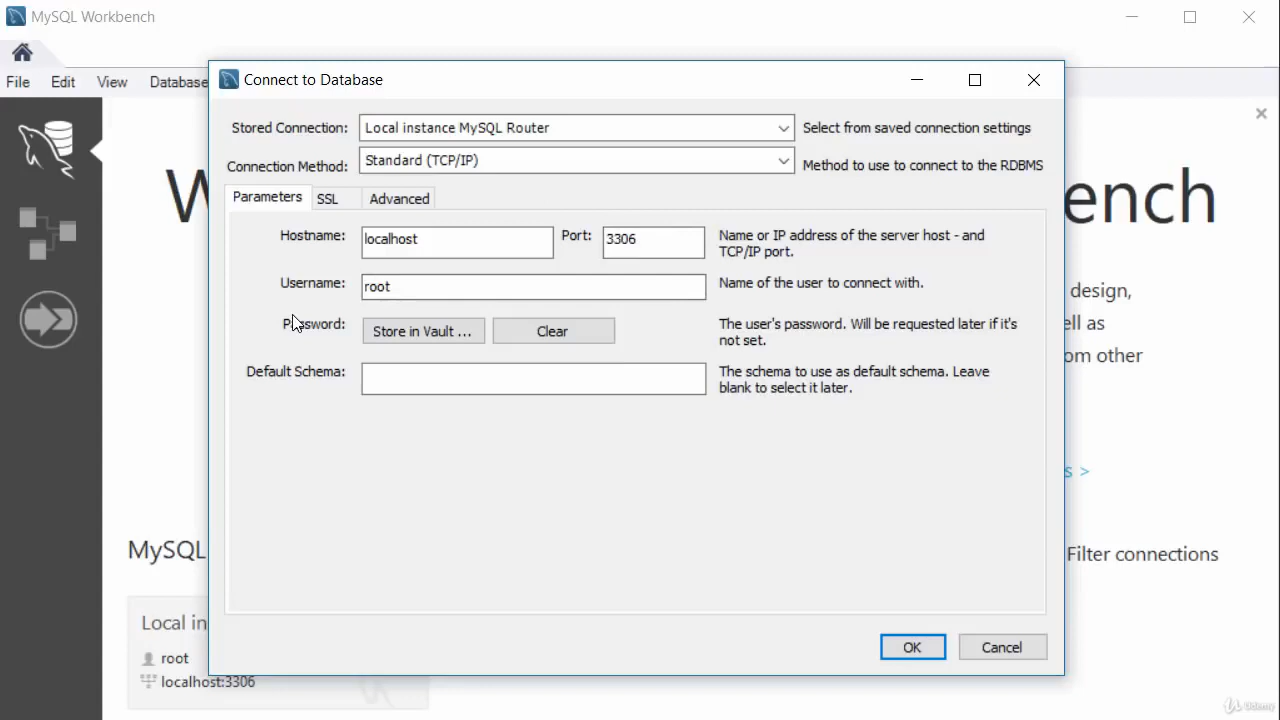 MySQL Workbench
File Edit View Database
Connect to Database
Stored Connection: Local instance MySQL Router Select from saved connection settings
Connection Method: Standard (TCP/IP) Method to use to connect to the RDBMS
Parameters SSL Advanced
Hostname: localhost Port: 3306 Name or IP address of the server host - and
TCP/IP port.
Username: root Name of the user to connect with.
Password: Store in Vault ... Clear The user's password. Will be requested later if it's
not set.
Default Schema: The schema to use as default schema. Leave
blank to select it later.
OK Cancel
W ench
design,
ell as
om other
s >
MySQL Filter connections
Local in
root
localhost:3306
Udemy